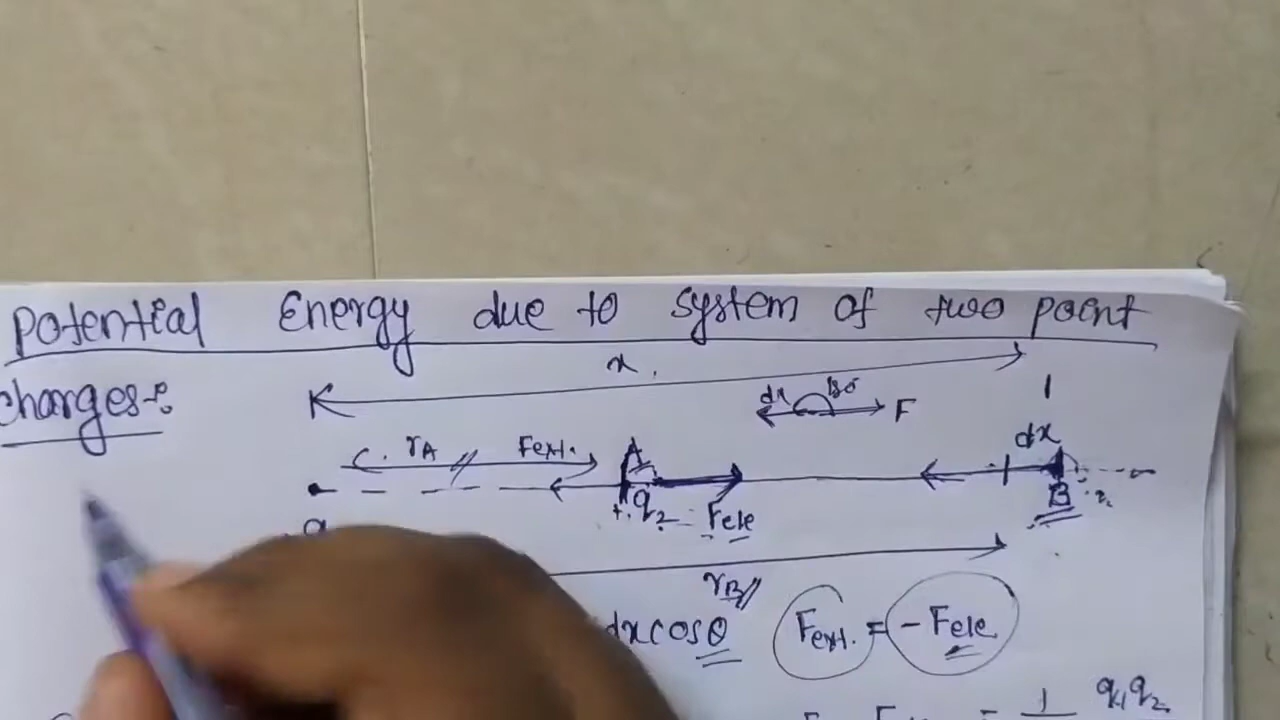 Potential Energy due to system of two point
charges:
x.
dx 180 F
rA Fext. A dx
B
+ q2 Fele
rB
dx cosθ Fext. = - Fele
= 1 q1q2